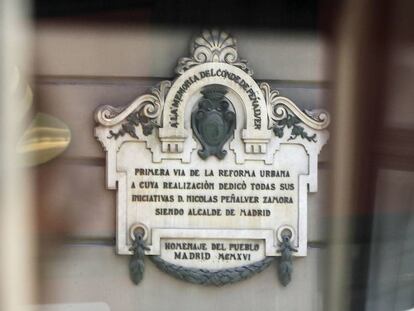 A LA MEMORIA DEL CONDE DE PEÑALVER
PRIMERA VIA DE LA REFORMA URBANA
A CUYA REALIZACIÓN DEDICÓ TODAS SUS
INICIATIVAS D. NICOLAS PEÑALVER ZAMORA
SIENDO ALCALDE DE MADRID
HOMENAJE DEL PUEBLO
MADRID MCMXVI